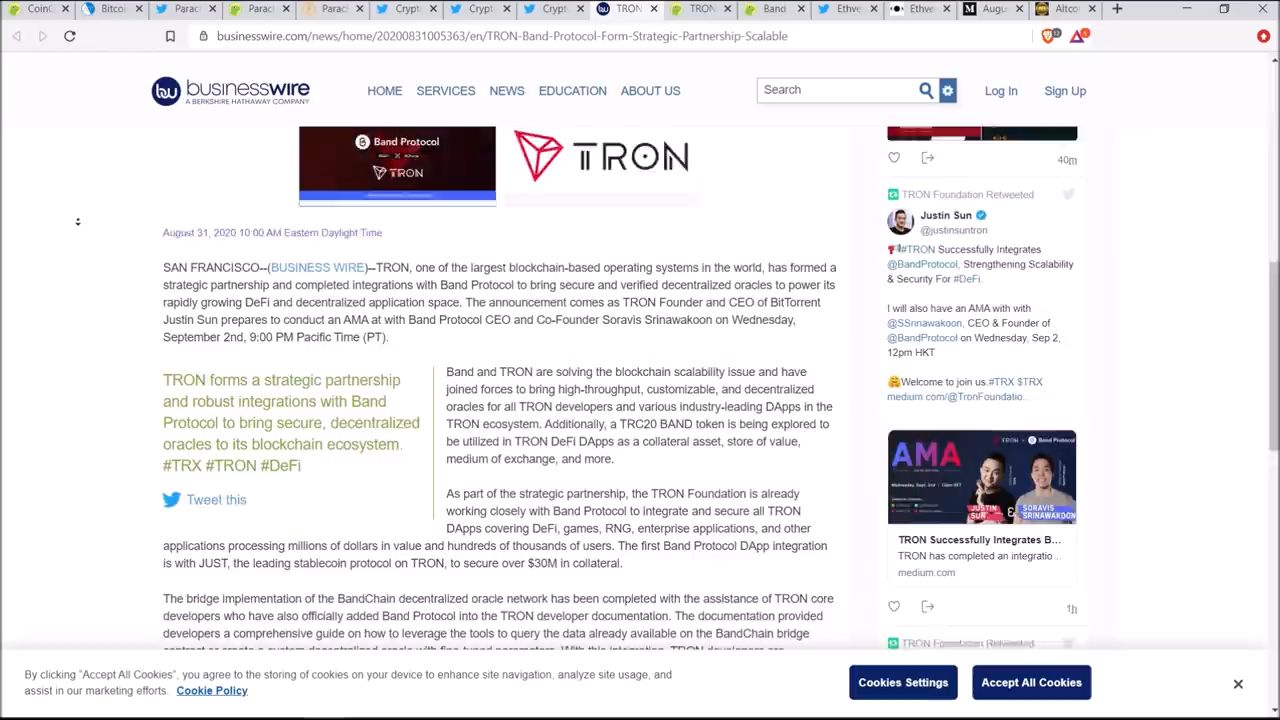 CoinG
Bitcoi
Parac
Parach
Parach
Crypt
Crypt
Crypt
TRON
TRON
Band
Ethve
Ethve
Augus
Altco
businesswire.com/news/home/20200831005363/en/TRON-Band-Protocol-Form-Strategic-Partnership-Scalable
businesswire
A BERKSHIRE HATHAWAY COMPANY
HOME SERVICES NEWS EDUCATION ABOUT US
Search
Log In Sign Up
Band Protocol
TRON
TRON
40m
August 31, 2020 10:00 AM Eastern Daylight Time
SAN FRANCISCO--(BUSINESS WIRE)--TRON, one of the largest blockchain-based operating systems in the world, has formed a
strategic partnership and completed integrations with Band Protocol to bring secure and verified decentralized oracles to power its
rapidly growing DeFi and decentralized application space. The announcement comes as TRON Founder and CEO of BitTorrent
Justin Sun prepares to conduct an AMA at with Band Protocol CEO and Co-Founder Soravis Srinawakoon on Wednesday,
September 2nd, 9:00 PM Pacific Time (PT).
TRON forms a strategic partnership
and robust integrations with Band
Protocol to bring secure, decentralized
oracles to its blockchain ecosystem.
#TRX #TRON #DeFi
Tweet this
Band and TRON are solving the blockchain scalability issue and have
joined forces to bring high-throughput, customizable, and decentralized
oracles for all TRON developers and various industry-leading DApps in the
TRON ecosystem. Additionally, a TRC20 BAND token is being explored to
be utilized in TRON DeFi DApps as a collateral asset, store of value,
medium of exchange, and more.
As part of the strategic partnership, the TRON Foundation is already
working closely with Band Protocol to integrate and secure all TRON
DApps covering DeFi, games, RNG, enterprise applications, and other
applications processing millions of dollars in value and hundreds of thousands of users. The first Band Protocol DApp integration
is with JUST, the leading stablecoin protocol on TRON, to secure over $30M in collateral.
The bridge implementation of the BandChain decentralized oracle network has been completed with the assistance of TRON core
developers who have also officially added Band Protocol into the TRON developer documentation. The documentation provided
developers a comprehensive guide on how to leverage the tools to query the data already available on the BandChain bridge
TRON Foundation Retweeted
Justin Sun
@justinsuntron
#TRON Successfully Integrates
@BandProtocol, Strengthening Scalability
& Security For #DeFi.
I will also have an AMA with with
@SSrinawakoon, CEO & Founder of
@BandProtocol on Wednesday, Sep 2,
12pm HKT
Welcome to join us.#TRX $TRX
medium.com/@TronFoundatio…
TRON Band Protocol
AMA
JUSTIN
SUN
&
SORAVIS
SRINAWAKOON
TRON Successfully Integrates B...
TRON has completed an integratio...
medium.com
1h
TRON Foundation Retweeted
By clicking "Accept All Cookies", you agree to the storing of cookies on your device to enhance site navigation, analyze site usage, and
assist in our marketing efforts. Cookie Policy
Cookies Settings
Accept All Cookies